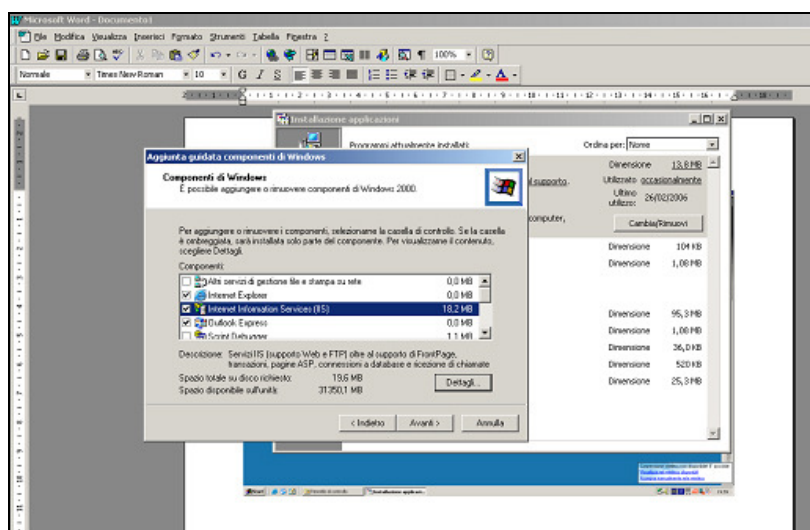 Microsoft Word - Documento1
File Modifica Visualizza Inserisci Formato Strumenti Tabella Finestra ?
100%
Normale Times New Roman 10 G I S
Installazione applicazioni
Programmi attualmente installati: Ordina per: Nome
Aggiunta guidata componenti di Windows
Componenti di Windows
È possibile aggiungere o rimuovere componenti di Windows 2000.
Dimensione 13,8 MB
al supporto. Utilizzato occasionalmente
Ultimo utilizzo: 26/02/2006
computer,
Cambia/Rimuovi
Per aggiungere o rimuovere i componenti, selezionarne la casella di controllo. Se la casella
è ombreggiata, sarà installata solo parte del componente. Per visualizzarne il contenuto,
scegliere Dettagli.
Componenti:
Altri servizi di gestione file e stampa su rete 0,0 MB
Internet Explorer 0,0 MB
Internet Information Services (IIS) 18,2 MB
Outlook Express 0,0 MB
Script Debugger 1,1 MB
Descrizione: Servizi IIS (supporto Web e FTP) oltre al supporto di FrontPage,
transazioni, pagine ASP, connessioni a database e ricezione di chiamate
Spazio totale su disco richiesto: 19,6 MB
Spazio disponibile sull'unità: 31350,1 MB
Dettagli...
< Indietro Avanti > Annulla
Dimensione 104 KB
Dimensione 1,08 MB
Dimensione 95,3 MB
Dimensione 1,08 MB
Dimensione 36,0 KB
Dimensione 520 KB
Dimensione 25,3 MB